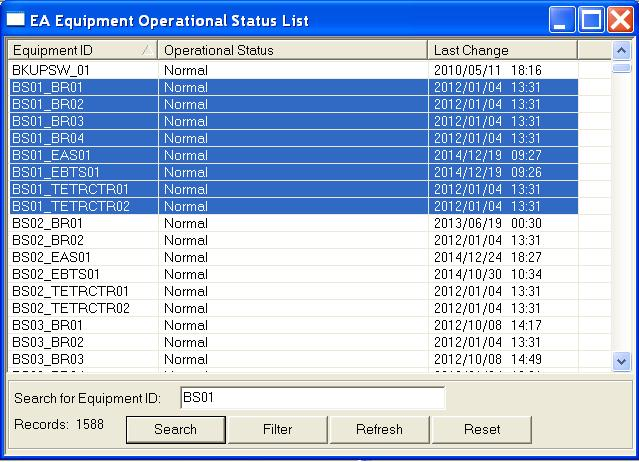 EA Equipment Operational Status List
Equipment ID Operational Status Last Change
BKUPSW_01 Normal 2010/05/11 18:16
BS01_BR01 Normal 2012/01/04 13:31
BS01_BR02 Normal 2012/01/04 13:31
BS01_BR03 Normal 2012/01/04 13:31
BS01_BR04 Normal 2012/01/04 13:31
BS01_EAS01 Normal 2014/12/19 09:27
BS01_EBTS01 Normal 2014/12/19 09:26
BS01_TETRCTR01 Normal 2012/01/04 13:31
BS01_TETRCTR02 Normal 2012/01/04 13:31
BS02_BR01 Normal 2013/06/19 00:30
BS02_BR02 Normal 2012/01/04 13:31
BS02_EAS01 Normal 2014/12/24 18:27
BS02_EBTS01 Normal 2014/10/30 10:34
BS02_TETRCTR01 Normal 2012/01/04 13:31
BS02_TETRCTR02 Normal 2012/01/04 13:31
BS03_BR01 Normal 2012/10/08 14:17
BS03_BR02 Normal 2012/01/04 13:31
BS03_BR03 Normal 2012/10/08 14:49
Search for Equipment ID: BS01
Records: 1588 Search Filter Refresh Reset